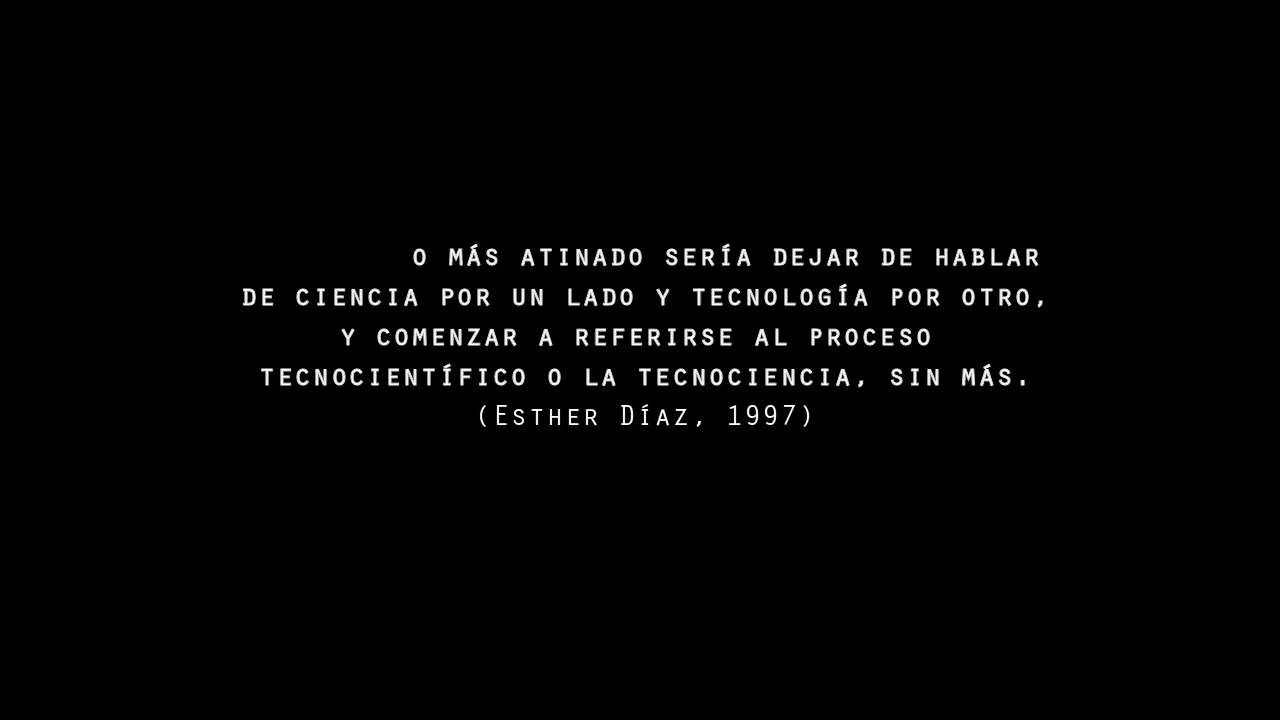 O MÁS ATINADO SERÍA DEJAR DE HABLAR
DE CIENCIA POR UN LADO Y TECNOLOGÍA POR OTRO,
Y COMENZAR A REFERIRSE AL PROCESO
TECNOCIENTÍFICO O LA TECNOCIENCIA, SIN MÁS.
(ESTHER DÍAZ, 1997)